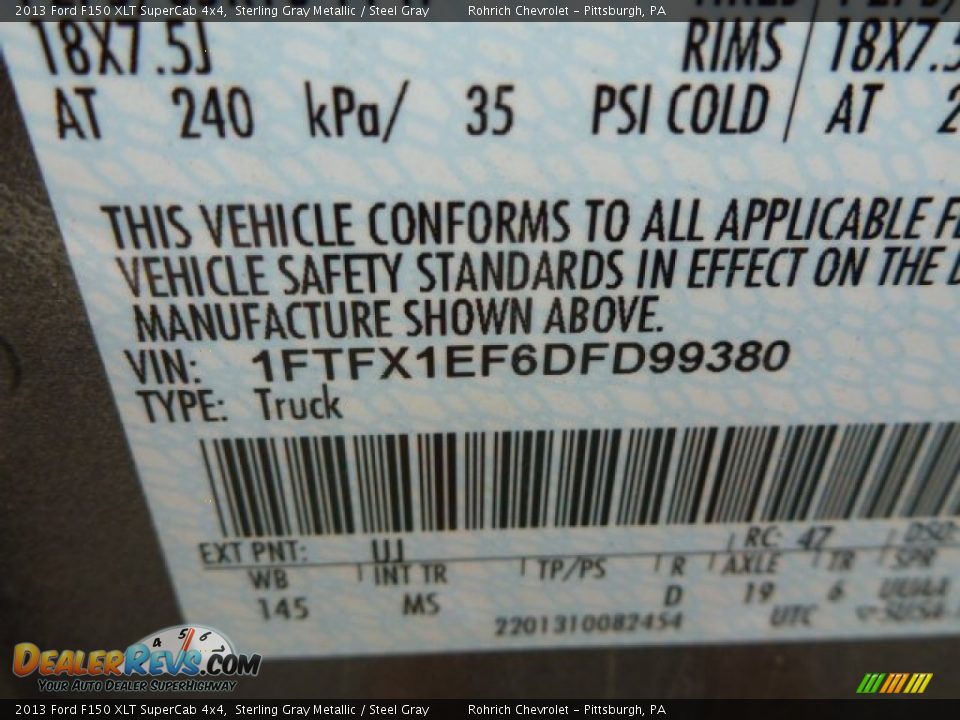 2013 Ford F150 XLT SuperCab 4x4, Sterling Gray Metallic / Steel Gray Rohrich Chevrolet - Pittsburgh, PA
18X7.5J RIMS 18X7.5
AT 240 kPa/ 35 PSI COLD AT 2
THIS VEHICLE CONFORMS TO ALL APPLICABLE FE
VEHICLE SAFETY STANDARDS IN EFFECT ON THE D
MANUFACTURE SHOWN ABOVE.
VIN: 1FTFX1EF6DFD99380
TYPE: Truck
EXT PNT: UJ RC: 47 DSO:
WB INT TR TP/PS R AXLE TR SPR
145 MS D 19 6
2201310082454 UTC
DEALERREVS.COM
YOUR AUTO DEALER SUPERHIGHWAY
2013 Ford F150 XLT SuperCab 4x4, Sterling Gray Metallic / Steel Gray Rohrich Chevrolet - Pittsburgh, PA